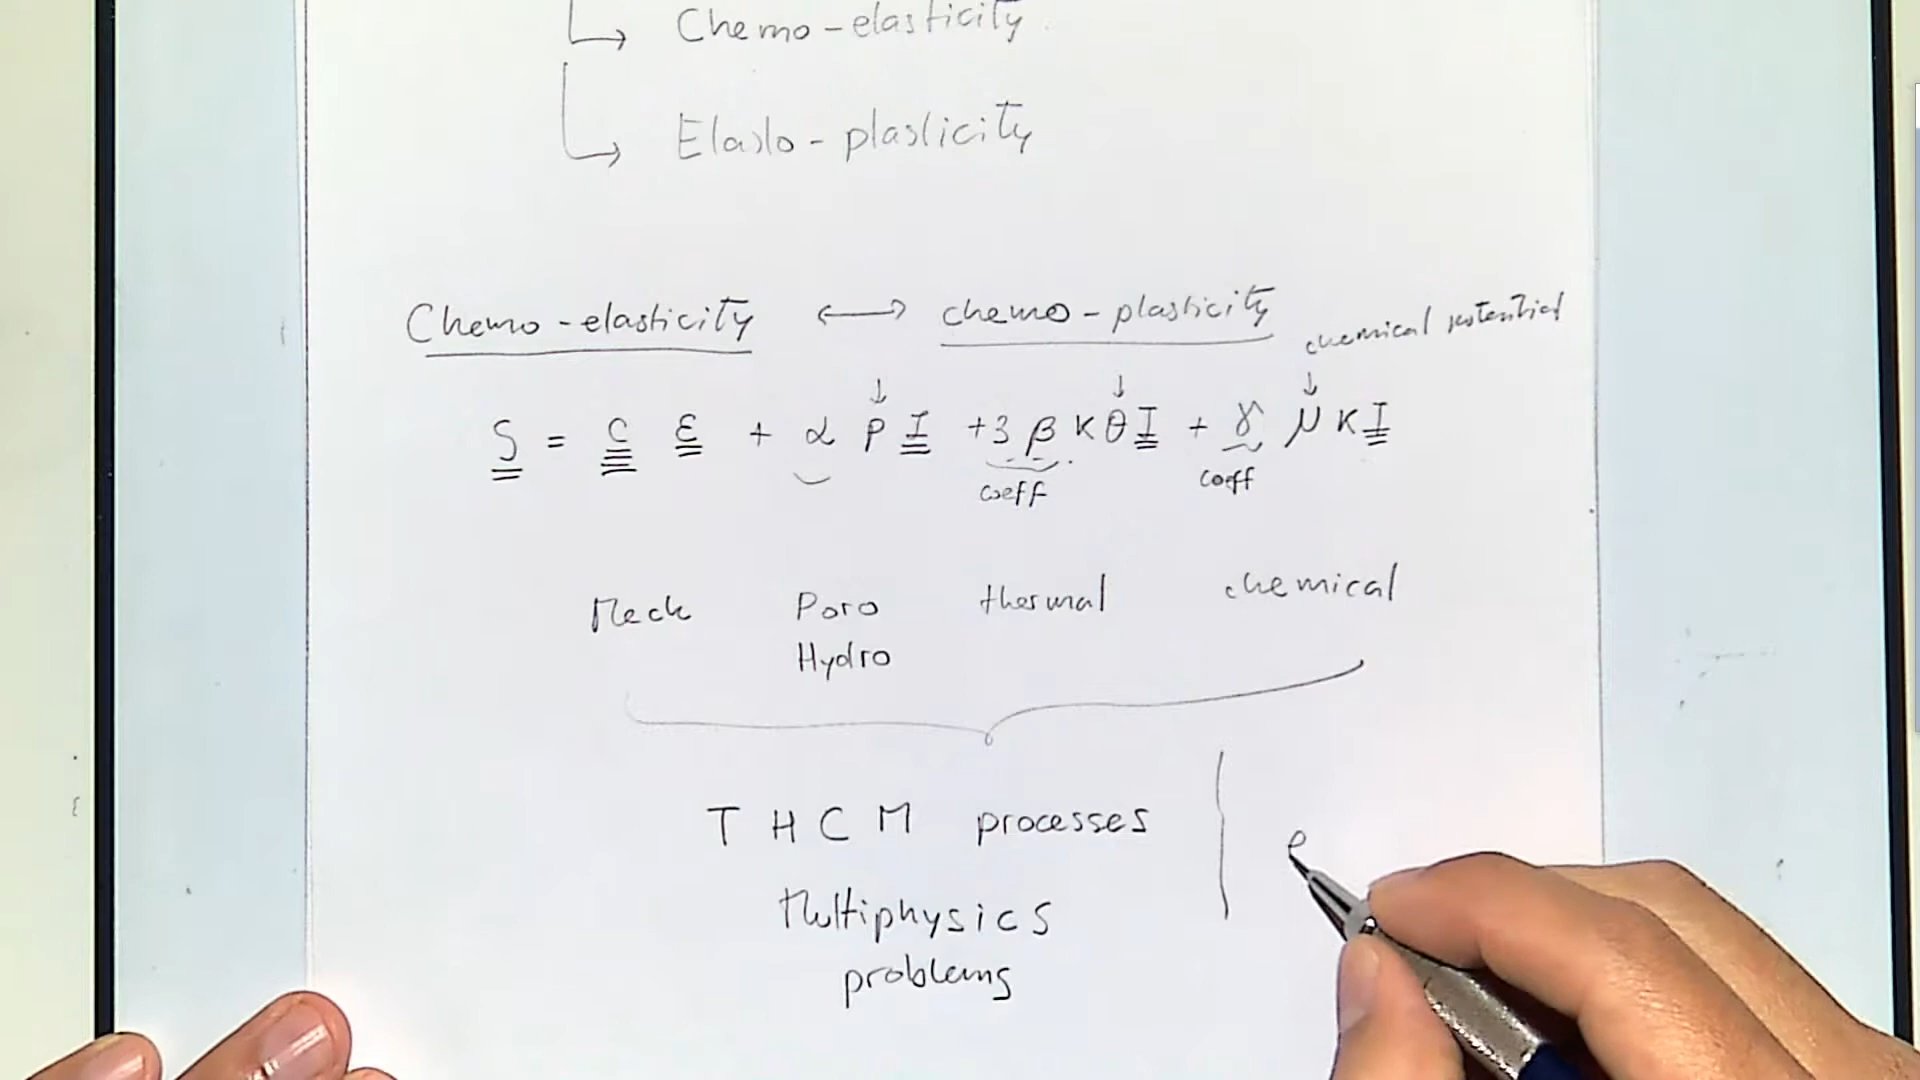 ↳ Chemo-elasticity
↳ Elasto-plasticity
Chemo-elasticity ⟷ chemo-plasticity
chemical potential
↓ ↓ ↓
S = C ε + α p I + 3 β K θ I + γ μ K I
coeff coeff
Mech Poro thermal chemical
Hydro
T H C M processes
e
Multiphysics
problems